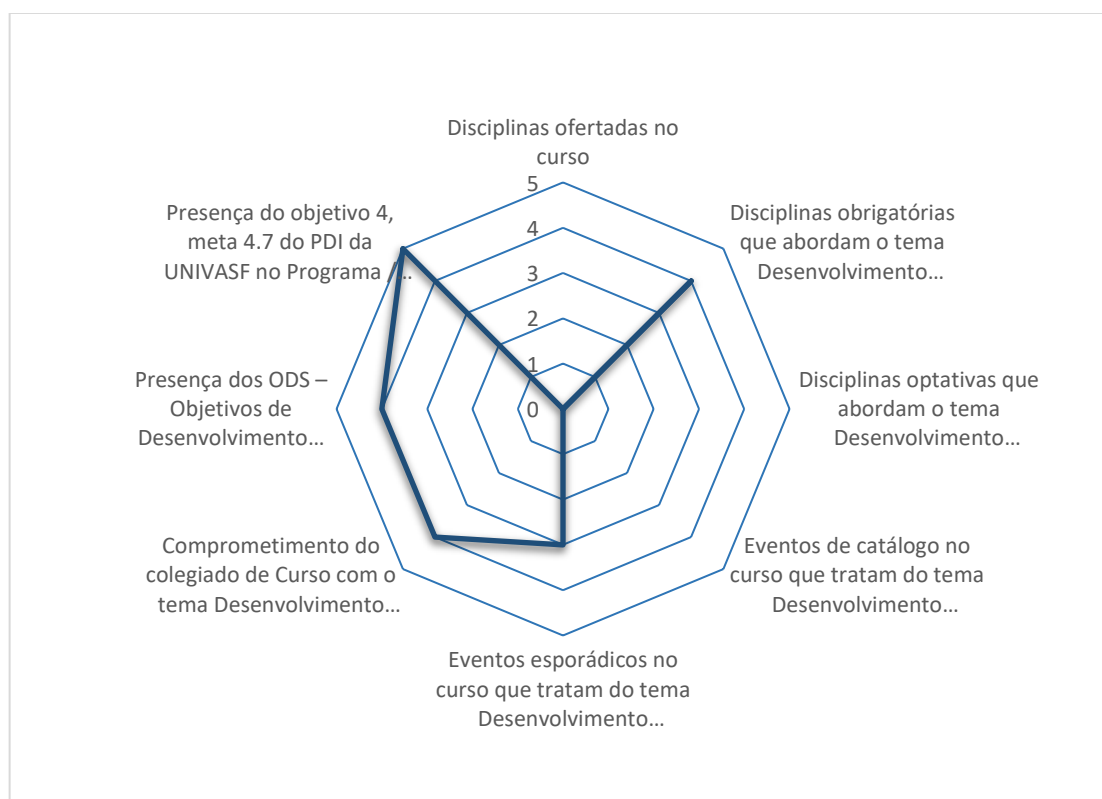 Disciplinas ofertadas no
curso
5
4
3
2
1
0
Disciplinas obrigatórias
que abordam o tema
Desenvolvimento...
Disciplinas optativas que
abordam o tema
Desenvolvimento...
Eventos de catálogo no
curso que tratam do tema
Desenvolvimento...
Eventos esporádicos no
curso que tratam do tema
Desenvolvimento...
Comprometimento do
colegiado de Curso com o
tema Desenvolvimento...
Presença dos ODS –
Objetivos de
Desenvolvimento...
Presença do objetivo 4,
meta 4.7 do PDI da
UNIVASF no Programa /...